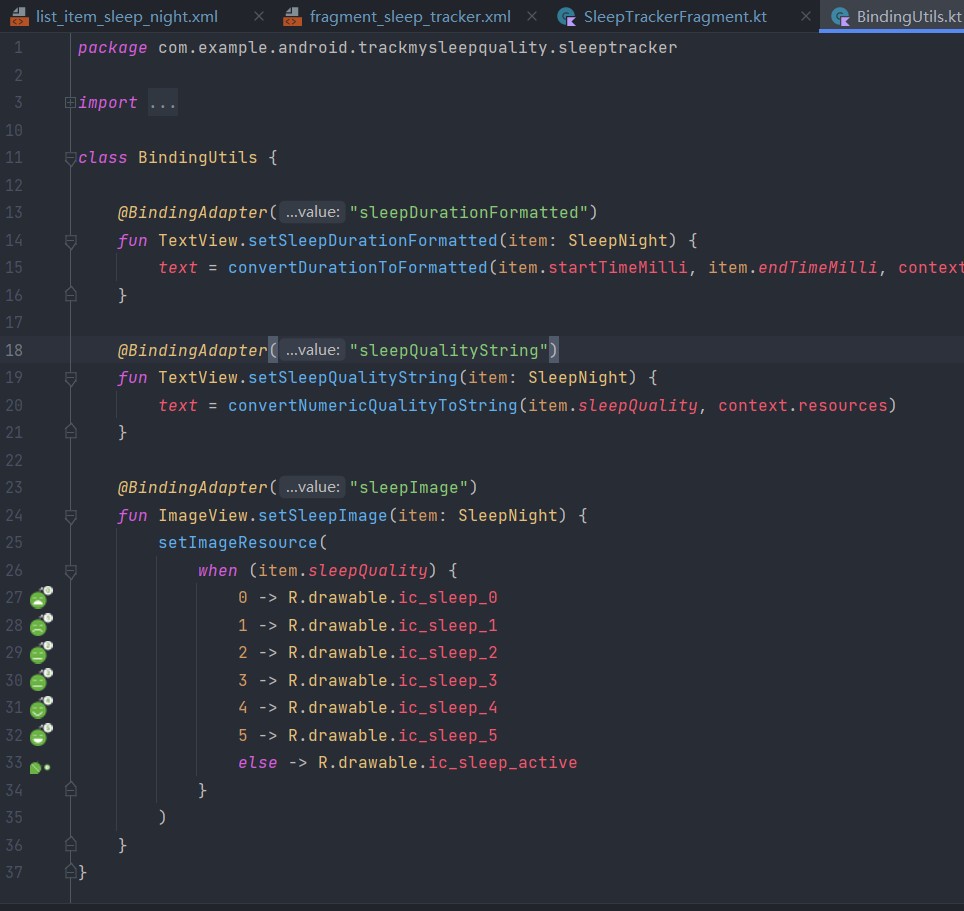 list_item_sleep_night.xml fragment_sleep_tracker.xml SleepTrackerFragment.kt BindingUtils.kt
1 package com.example.android.trackmysleepquality.sleeptracker
2
3 import ...
10
11 class BindingUtils {
12
13 @BindingAdapter( ...value: "sleepDurationFormatted")
14 fun TextView.setSleepDurationFormatted(item: SleepNight) {
15 text = convertDurationToFormatted(item.startTimeMilli, item.endTimeMilli, context
16 }
17
18 @BindingAdapter( ...value: "sleepQualityString")
19 fun TextView.setSleepQualityString(item: SleepNight) {
20 text = convertNumericQualityToString(item.sleepQuality, context.resources)
21 }
22
23 @BindingAdapter( ...value: "sleepImage")
24 fun ImageView.setSleepImage(item: SleepNight) {
25 setImageResource(
26 when (item.sleepQuality) {
27 0 -> R.drawable.ic_sleep_0
28 1 -> R.drawable.ic_sleep_1
29 2 -> R.drawable.ic_sleep_2
30 3 -> R.drawable.ic_sleep_3
31 4 -> R.drawable.ic_sleep_4
32 5 -> R.drawable.ic_sleep_5
33 else -> R.drawable.ic_sleep_active
34 }
35 )
36 }
37 }